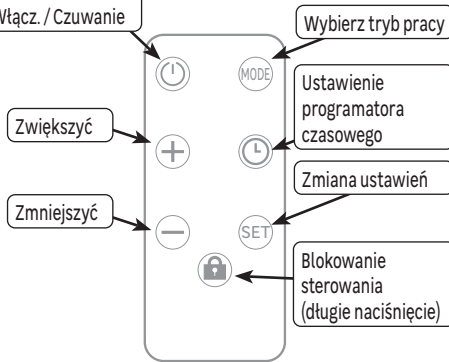 Włącz. / Czuwanie
Wybierz tryb pracy
MODE
Ustawienie
programatora
czasowego
Zwiększyć
Zmiana ustawień
Zmniejszyć
SET
Blokowanie
sterowania
(długie naciśnięcie)